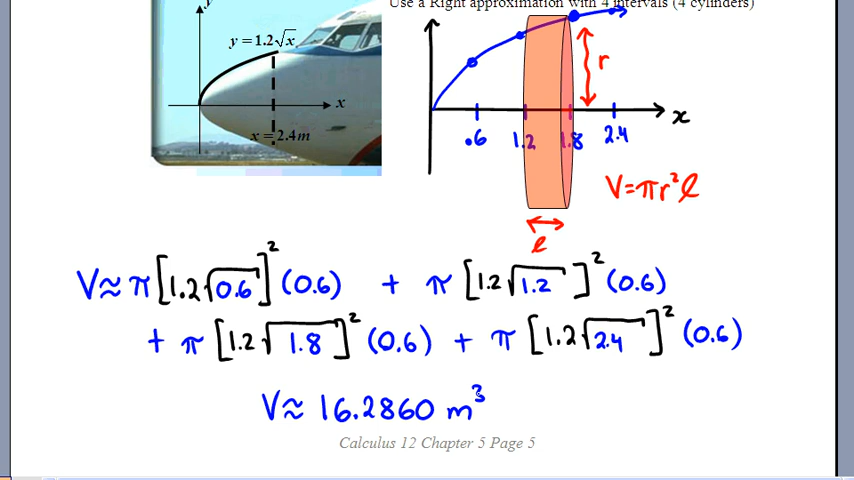 Use a Right approximation with 4 intervals (4 cylinders)
y
y = 1.2√x
x
x = 2.4m
r
x
.6 1.2 1.8 2.4
V=πr²l
l
V≈ π[1.2√0.6]²(0.6) + π[1.2√1.2]²(0.6)
+ π[1.2√1.8]²(0.6) + π[1.2√2.4]²(0.6)
V≈ 16.2860 m³
Calculus 12 Chapter 5 Page 5